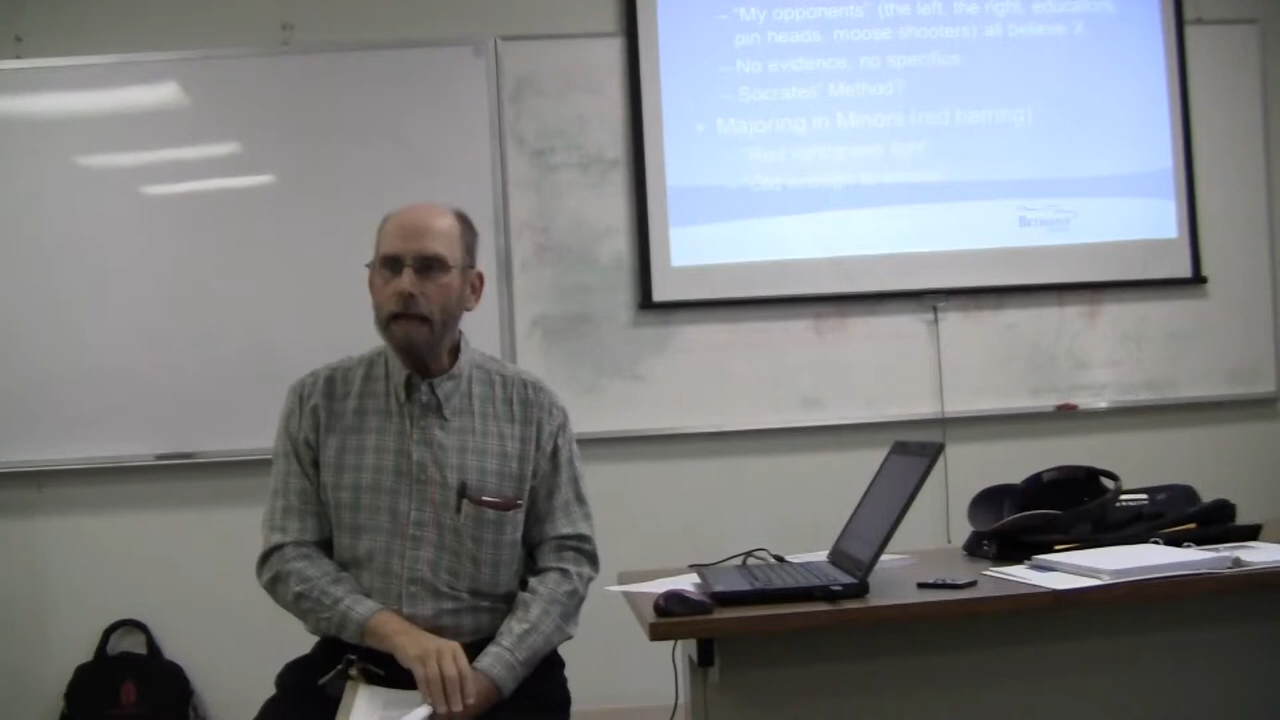 – "My opponents" (the left, the right, educators,
pin heads, moose shooters) all believe X.
– No evidence, no specifics
– Socrates' Method?
• Majoring in Minors (red herring)
BETHANY